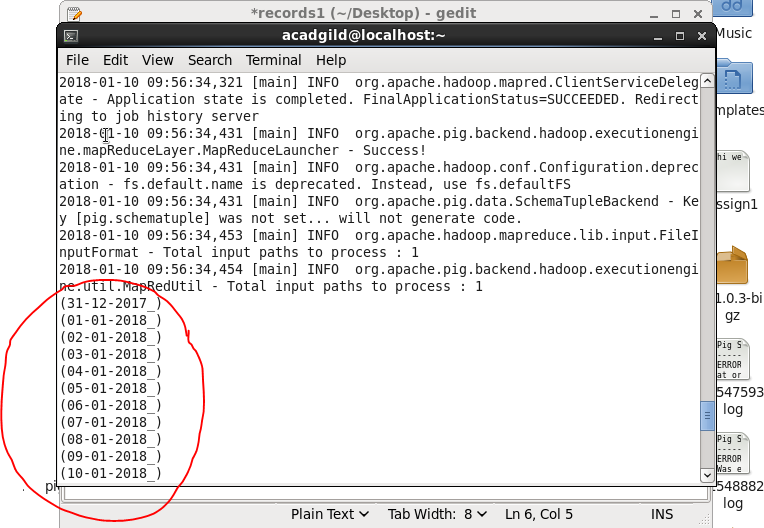 *records1 (~/Desktop) - gedit
acadgild@localhost:~
File Edit View Search Terminal Help
2018-01-10 09:56:34,321 [main] INFO  org.apache.hadoop.mapred.ClientServiceDeleg
ate - Application state is completed. FinalApplicationStatus=SUCCEEDED. Redirect
ing to job history server
2018-01-10 09:56:34,431 [main] INFO  org.apache.pig.backend.hadoop.executionengi
ne.mapReduceLayer.MapReduceLauncher - Success!
2018-01-10 09:56:34,431 [main] INFO  org.apache.hadoop.conf.Configuration.deprec
ation - fs.default.name is deprecated. Instead, use fs.defaultFS
2018-01-10 09:56:34,431 [main] INFO  org.apache.pig.data.SchemaTupleBackend - Ke
y [pig.schematuple] was not set... will not generate code.
2018-01-10 09:56:34,453 [main] INFO  org.apache.hadoop.mapreduce.lib.input.FileI
nputFormat - Total input paths to process : 1
2018-01-10 09:56:34,454 [main] INFO  org.apache.pig.backend.hadoop.executionengi
ne.util.MapRedUtil - Total input paths to process : 1
(31-12-2017_)
(01-01-2018_)
(02-01-2018_)
(03-01-2018_)
(04-01-2018_)
(05-01-2018_)
(06-01-2018_)
(07-01-2018_)
(08-01-2018_)
(09-01-2018_)
(10-01-2018_)
Plain Text Tab Width: 8 Ln 6, Col 5 INS
Music
mplates
hi we
ssign1
1.0.3-bi
gz
Pig S
-----
ERROR
at or
547593
log
Pig S
-----
ERROR
Was e
548882
log
pi